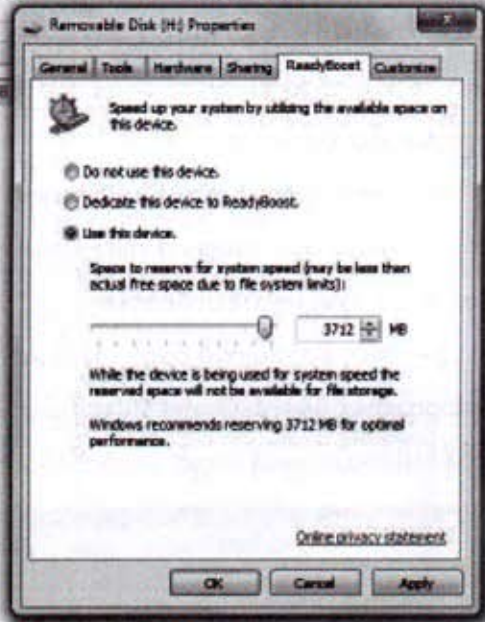 Removable Disk (H:) Properties
General Tools Hardware Sharing ReadyBoost Customize
Speed up your system by utilizing the available space on
this device.
Do not use this device.
Dedicate this device to ReadyBoost.
Use this device.
Space to reserve for system speed (may be less than
actual free space due to file system limits):
3712 MB
While the device is being used for system speed the
reserved space will not be available for file storage.
Windows recommends reserving 3712 MB for optimal
performance.
Online privacy statement
OK Cancel Apply